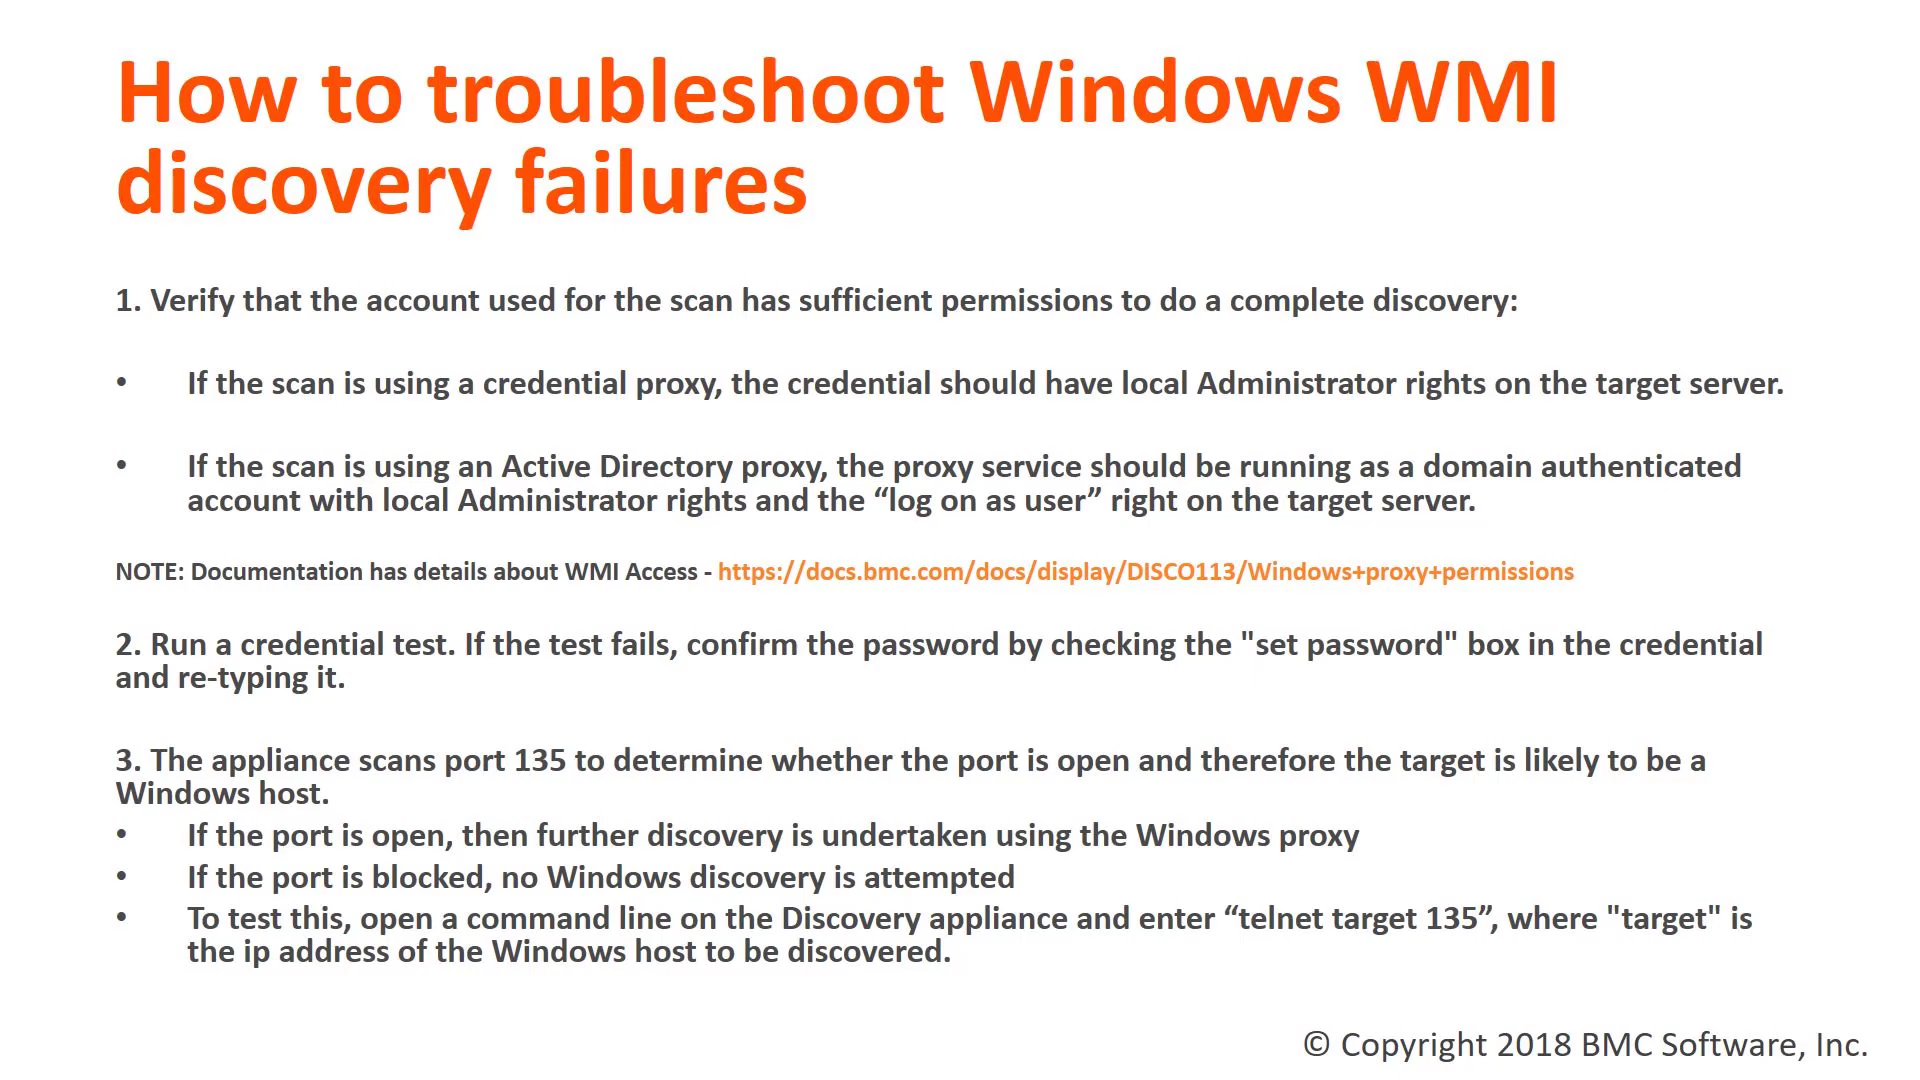 How to troubleshoot Windows WMI
discovery failures
1. Verify that the account used for the scan has sufficient permissions to do a complete discovery:
• If the scan is using a credential proxy, the credential should have local Administrator rights on the target server.
• If the scan is using an Active Directory proxy, the proxy service should be running as a domain authenticated
account with local Administrator rights and the “log on as user” right on the target server.
NOTE: Documentation has details about WMI Access - https://docs.bmc.com/docs/display/DISCO113/Windows+proxy+permissions
2. Run a credential test. If the test fails, confirm the password by checking the "set password" box in the credential
and re-typing it.
3. The appliance scans port 135 to determine whether the port is open and therefore the target is likely to be a
Windows host.
• If the port is open, then further discovery is undertaken using the Windows proxy
• If the port is blocked, no Windows discovery is attempted
• To test this, open a command line on the Discovery appliance and enter “telnet target 135”, where "target" is
the ip address of the Windows host to be discovered.
© Copyright 2018 BMC Software, Inc.